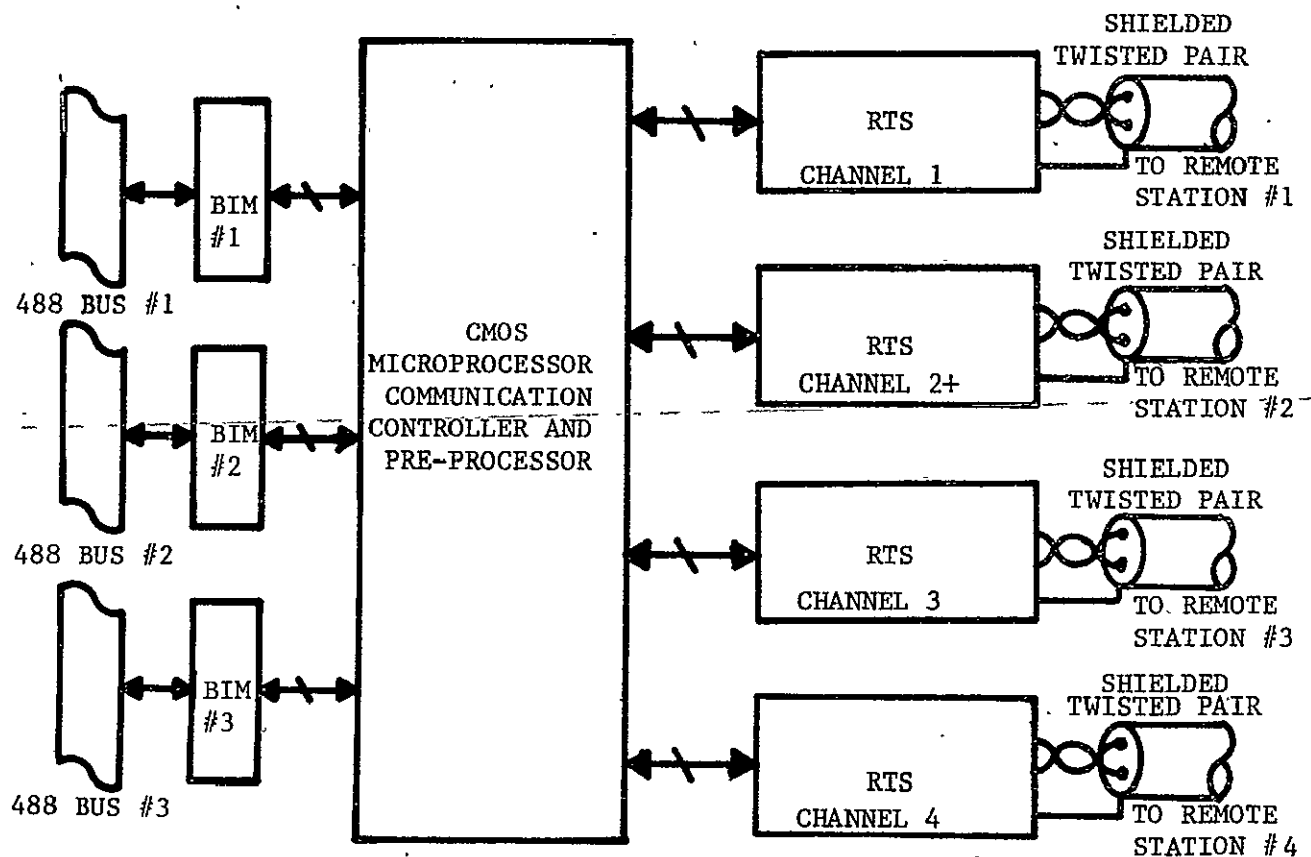 488 BUS #1
BIM
#1
488 BUS #2
BIM
#2
488 BUS #3
BIM
#3
CMOS
MICROPROCESSOR
COMMUNICATION
CONTROLLER AND
PRE-PROCESSOR
RTS
CHANNEL 1
SHIELDED
TWISTED PAIR
TO REMOTE
STATION #1
RTS
CHANNEL 2+
SHIELDED
TWISTED PAIR
TO REMOTE
STATION #2
RTS
CHANNEL 3
SHIELDED
TWISTED PAIR
TO REMOTE
STATION #3
RTS
CHANNEL 4
SHIELDED
TWISTED PAIR
TO REMOTE
STATION #4